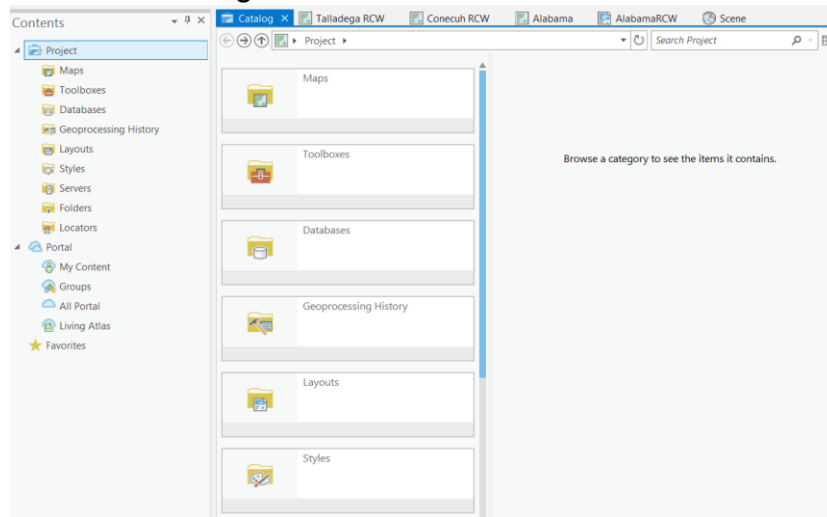 Contents
Project
Maps
Toolboxes
Databases
Geoprocessing History
Layouts
Styles
Servers
Folders
Locators
Portal
My Content
Groups
All Portal
Living Atlas
Favorites
Catalog
Talladega RCW
Conecuh RCW
Alabama
AlabamaRCW
Scene
Project
Search Project
Maps
Toolboxes
Databases
Geoprocessing History
Layouts
Styles
Browse a category to see the items it contains.